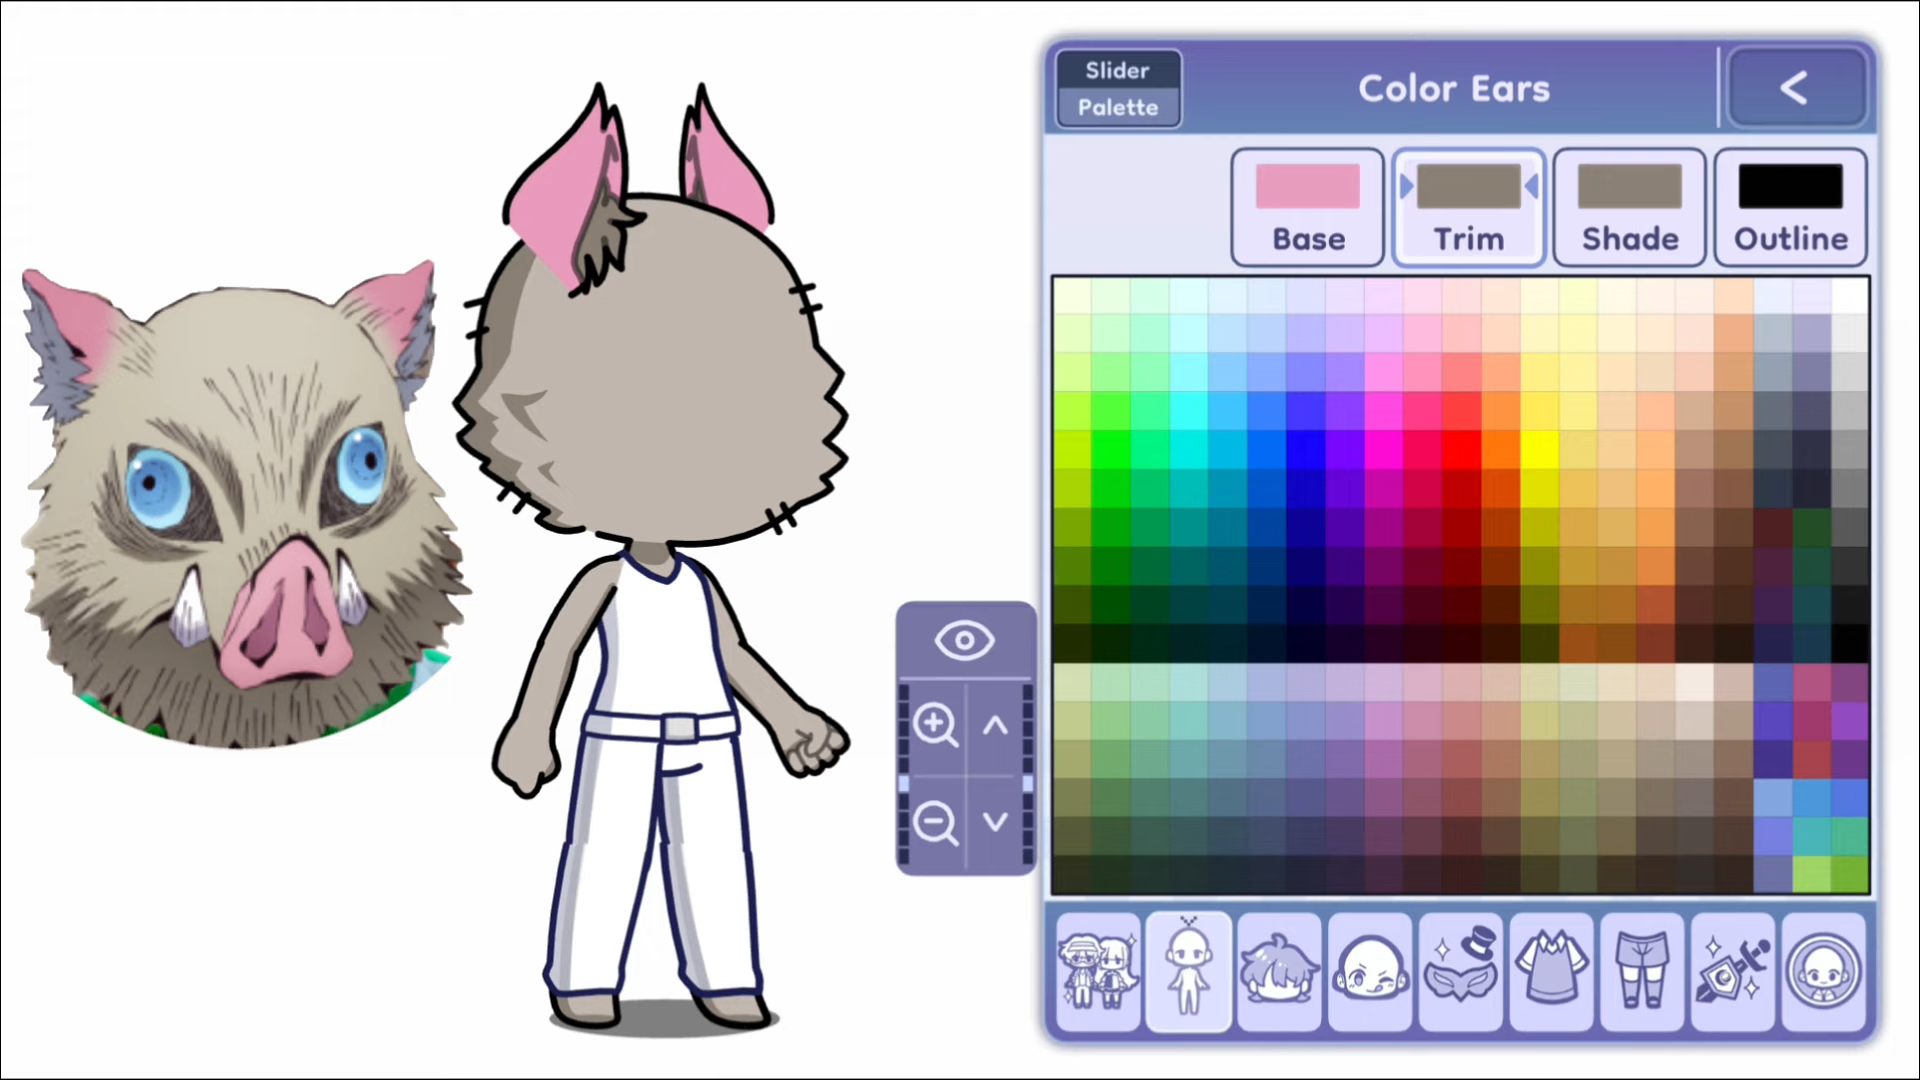 Slider
Palette
Color Ears
Base
Trim
Shade
Outline